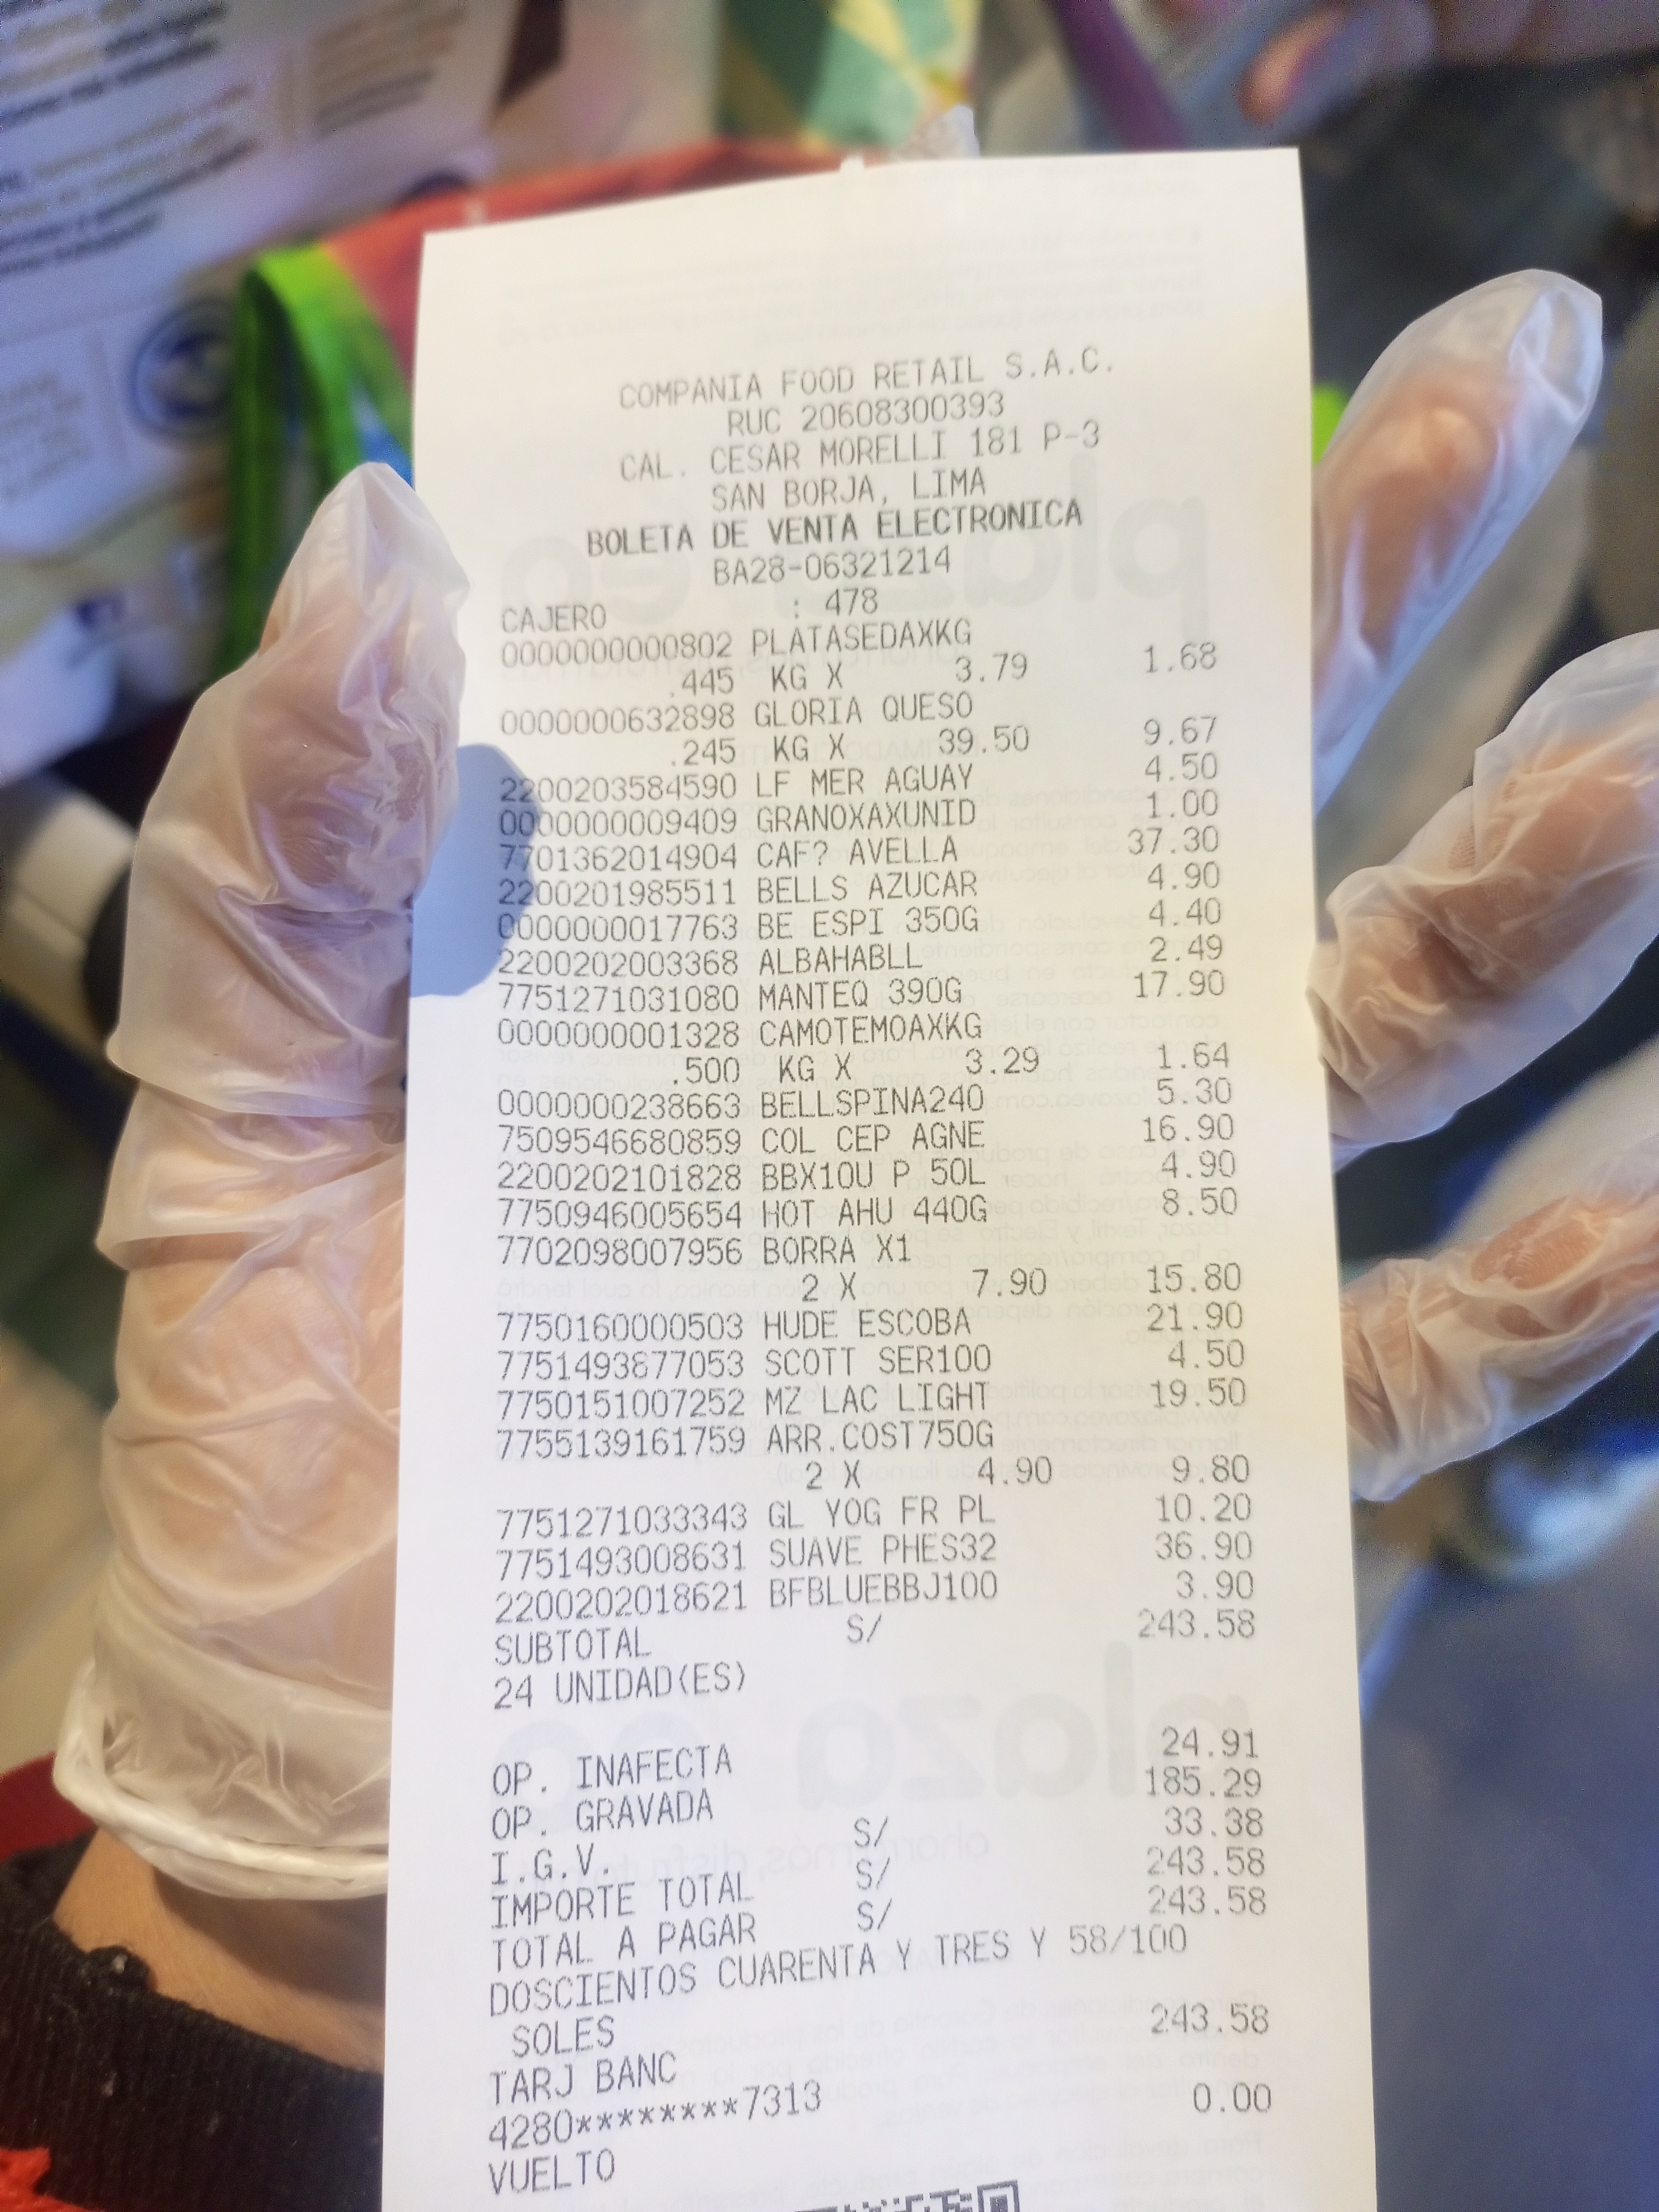 COMPANIA FOOD RETAIL S.A.C.
RUC 20608300393
CAL. CESAR MORELLI 181 P-3
SAN BORJA, LIMA
BOLETA DE VENTA ELECTRONICA
BA28-06321214
CAJERO : 478
0000000000802 PLATASEDAXKG
.445 KG X 3.79 1.68
0000000632898 GLORIA QUESO
.245 KG X 39.50 9.67
2200203584590 LF MER AGUAY 4.50
0000000009409 GRANOXAXUNID 1.00
7701362014904 CAF? AVELLA 37.30
2200201985511 BELLS AZUCAR 4.90
0000000017763 BE ESPI 350G 4.40
2200202003368 ALBAHABLL 2.49
7751271031080 MANTEQ 390G 17.90
0000000001328 CAMOTEMOAXKG
.500 KG X 3.29 1.64
0000000238663 BELLSPINA240 5.30
7509546680859 COL CEP AGNE 16.90
2200202101828 BBX10U P 50L 4.90
7750946005654 HOT AHU 440G 8.50
7702098007956 BORRA X1
2 X 7.90 15.80
7750160000503 HUDE ESCOBA 21.90
7751493877053 SCOTT SER100 4.50
7750151007252 MZ LAC LIGHT 19.50
7755139161759 ARR.COST750G
2 X 4.90 9.80
7751271033343 GL YOG FR PL 10.20
7751493008631 SUAVE PHES32 36.90
2200202018621 BFBLUEBBJ100 3.90
SUBTOTAL S/ 243.58
24 UNIDAD(ES)
OP. INAFECTA 24.91
OP. GRAVADA 185.29
I.G.V. S/ 33.38
IMPORTE TOTAL S/ 243.58
TOTAL A PAGAR S/ 243.58
DOSCIENTOS CUARENTA Y TRES Y 58/100
SOLES
TARJ BANC 243.58
4280********7313
VUELTO 0.00